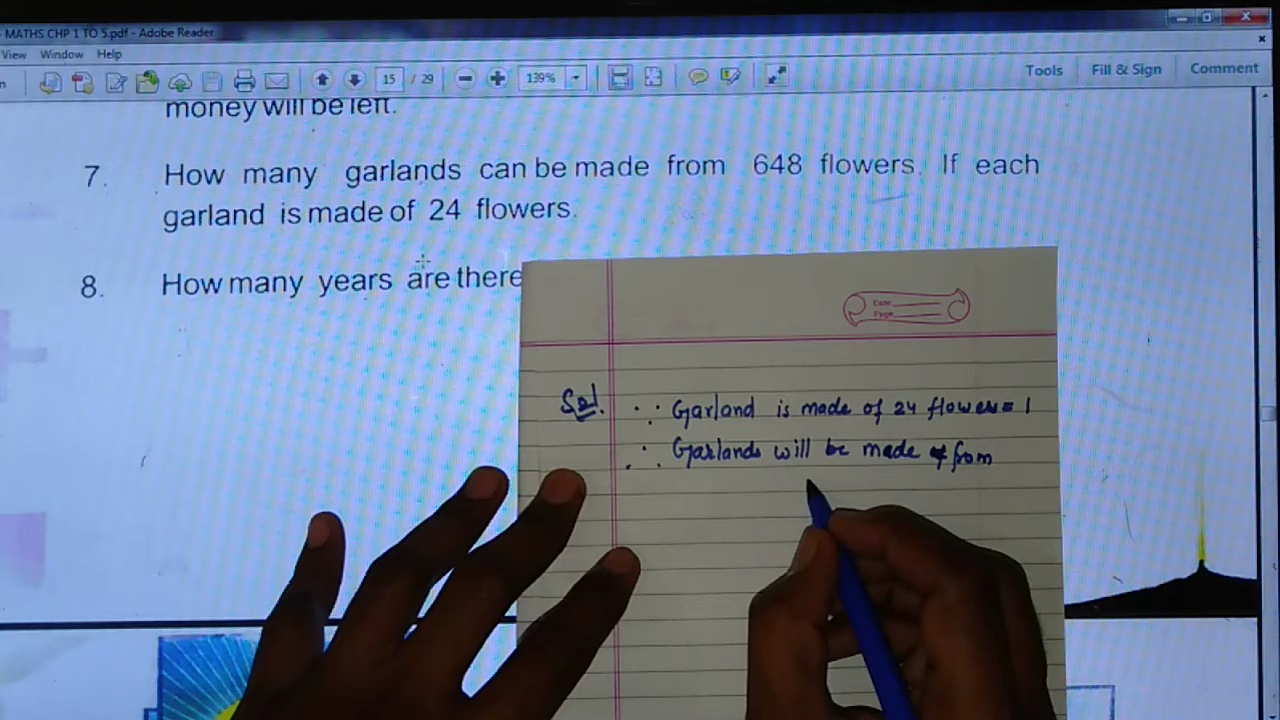 MATHS CHP 1 TO 5.pdf - Adobe Reader
View Window Help
15 / 29 139% Tools Fill & Sign Comment
money will be left.
7. How many garlands can be made from 648 flowers. If each
garland is made of 24 flowers.
8. How many years are there
Date
Page
Sol. ∵ Garland is made of 24 flowers = 1
∴ Garlands will be made from